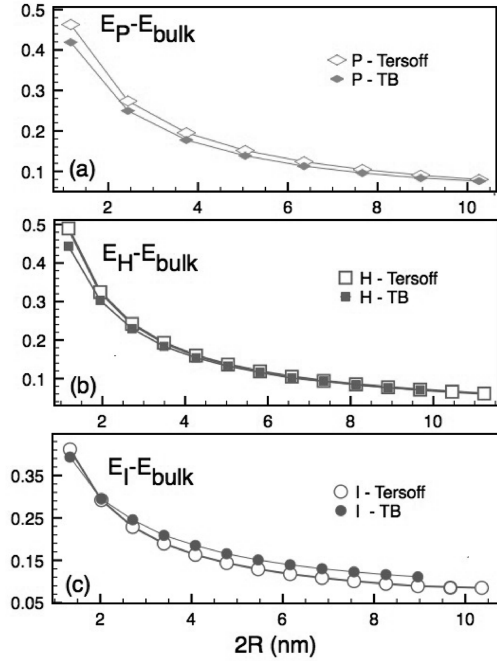 0.5
E_P-E_bulk
0.4
P - Tersoff
0.3
P - TB
0.2
0.1
(a)
2 4 6 8 10
0.5
E_H-E_bulk
0.4
H - Tersoff
0.3
H - TB
0.2
0.1
(b)
2 4 6 8 10
E_I-E_bulk
0.35
I - Tersoff
I - TB
0.25
0.15
(c)
0.05
2 4 6 8 10
2R (nm)